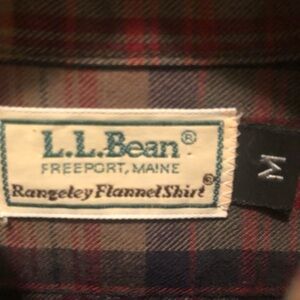 L.L.Bean®
FREEPORT, MAINE
Rangeley Flannel Shirt®
M